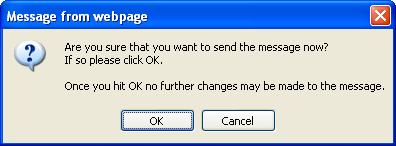 Message from webpage
Are you sure that you want to send the message now?
If so please click OK.
Once you hit OK no further changes may be made to the message.
OK
Cancel